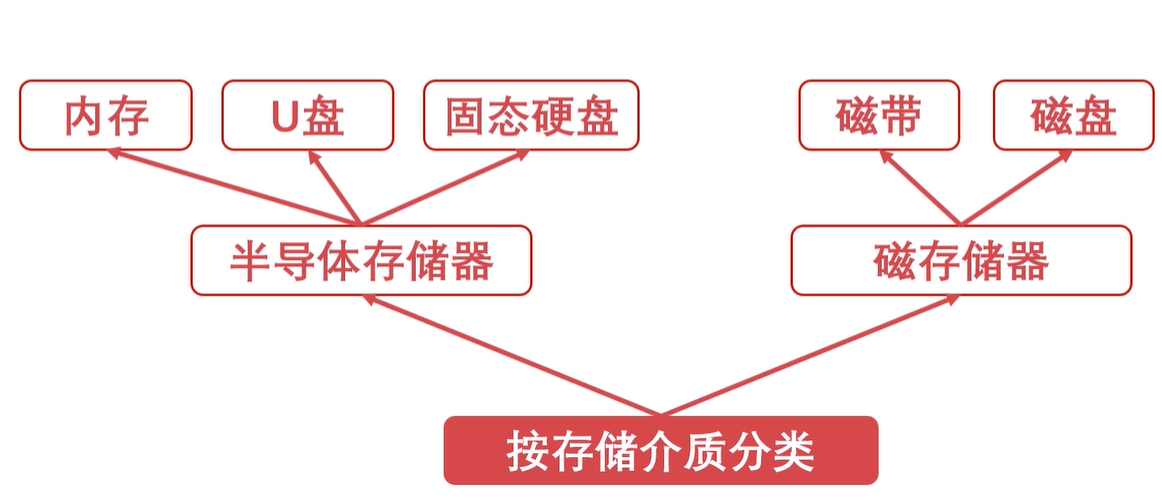 内存
U盘
固态硬盘
磁带
磁盘
半导体存储器
磁存储器
按存储介质分类